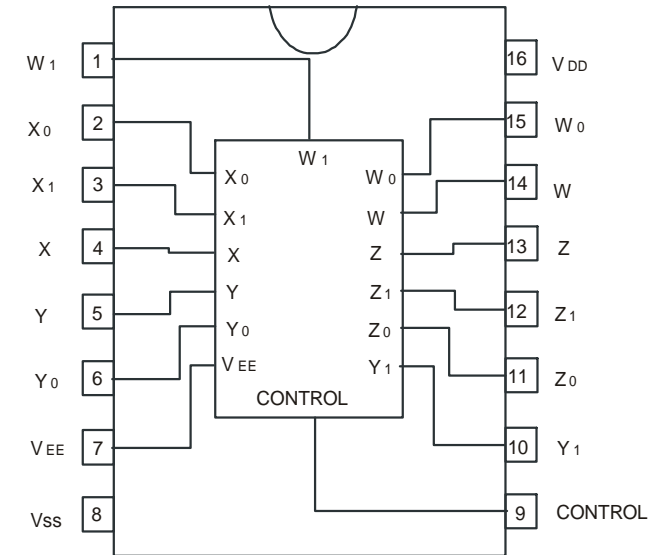 W1 1 16 VDD
X0 2 15 W0
W1
X0 W0
X1 3 14 W
X1 W
X 4 13 Z
X Z
Y Z1
Y 5 12 Z1
Y0 Z0
VEE Y1
Y0 6 11 Z0
CONTROL
VEE 7 10 Y1
Vss 8 9 CONTROL